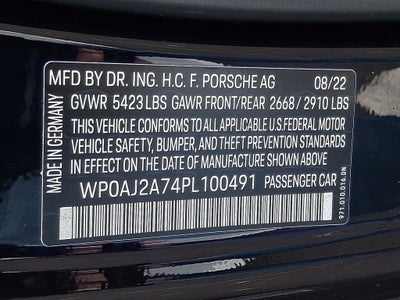 MFD BY DR. ING. H.C. F. PORSCHE AG 08/22
GVWR 5423 LBS GAWR FRONT/REAR 2668/2910 LBS
THIS VEHICLE CONFORMS TO ALL APPLICABLE U.S.FEDERAL MOTOR
VEHICLE SAFETY, BUMPER, AND THEFT PREVENTION STANDARDS
IN EFFECT ON THE DATE OF MANUFACTURE SHOWN ABOVE.
WP0AJ2A74PL100491 PASSENGER CAR
MADE IN GERMANY
971.010.016.DN